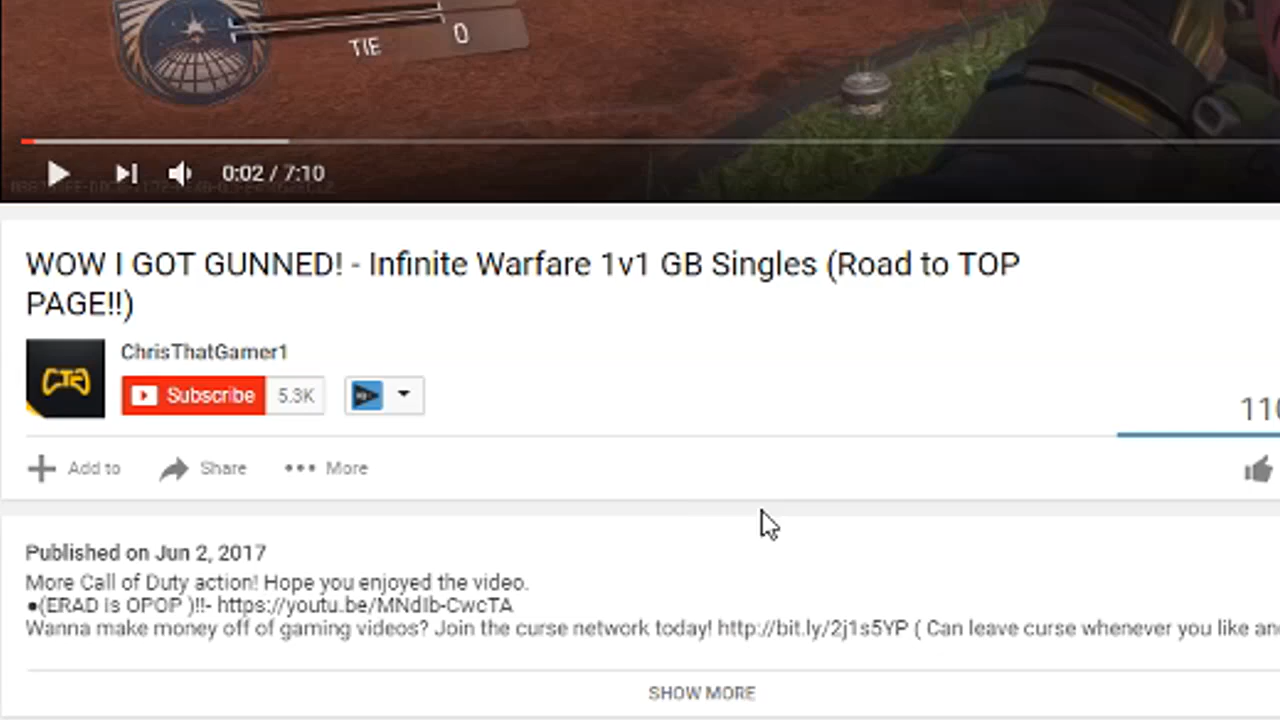 TIE 0
0:02 / 7:10
WOW I GOT GUNNED! - Infinite Warfare 1v1 GB Singles (Road to TOP
PAGE!!)
CTG
ChrisThatGamer1
Subscribe 5.3K
110
Add to Share More
Published on Jun 2, 2017
More Call of Duty action! Hope you enjoyed the video.
●(ERAD Is OPOP )!!- https://youtu.be/MNdIb-CwcTA
Wanna make money off of gaming videos? Join the curse network today! http://bit.ly/2j1s5YP ( Can leave curse whenever you like an
SHOW MORE